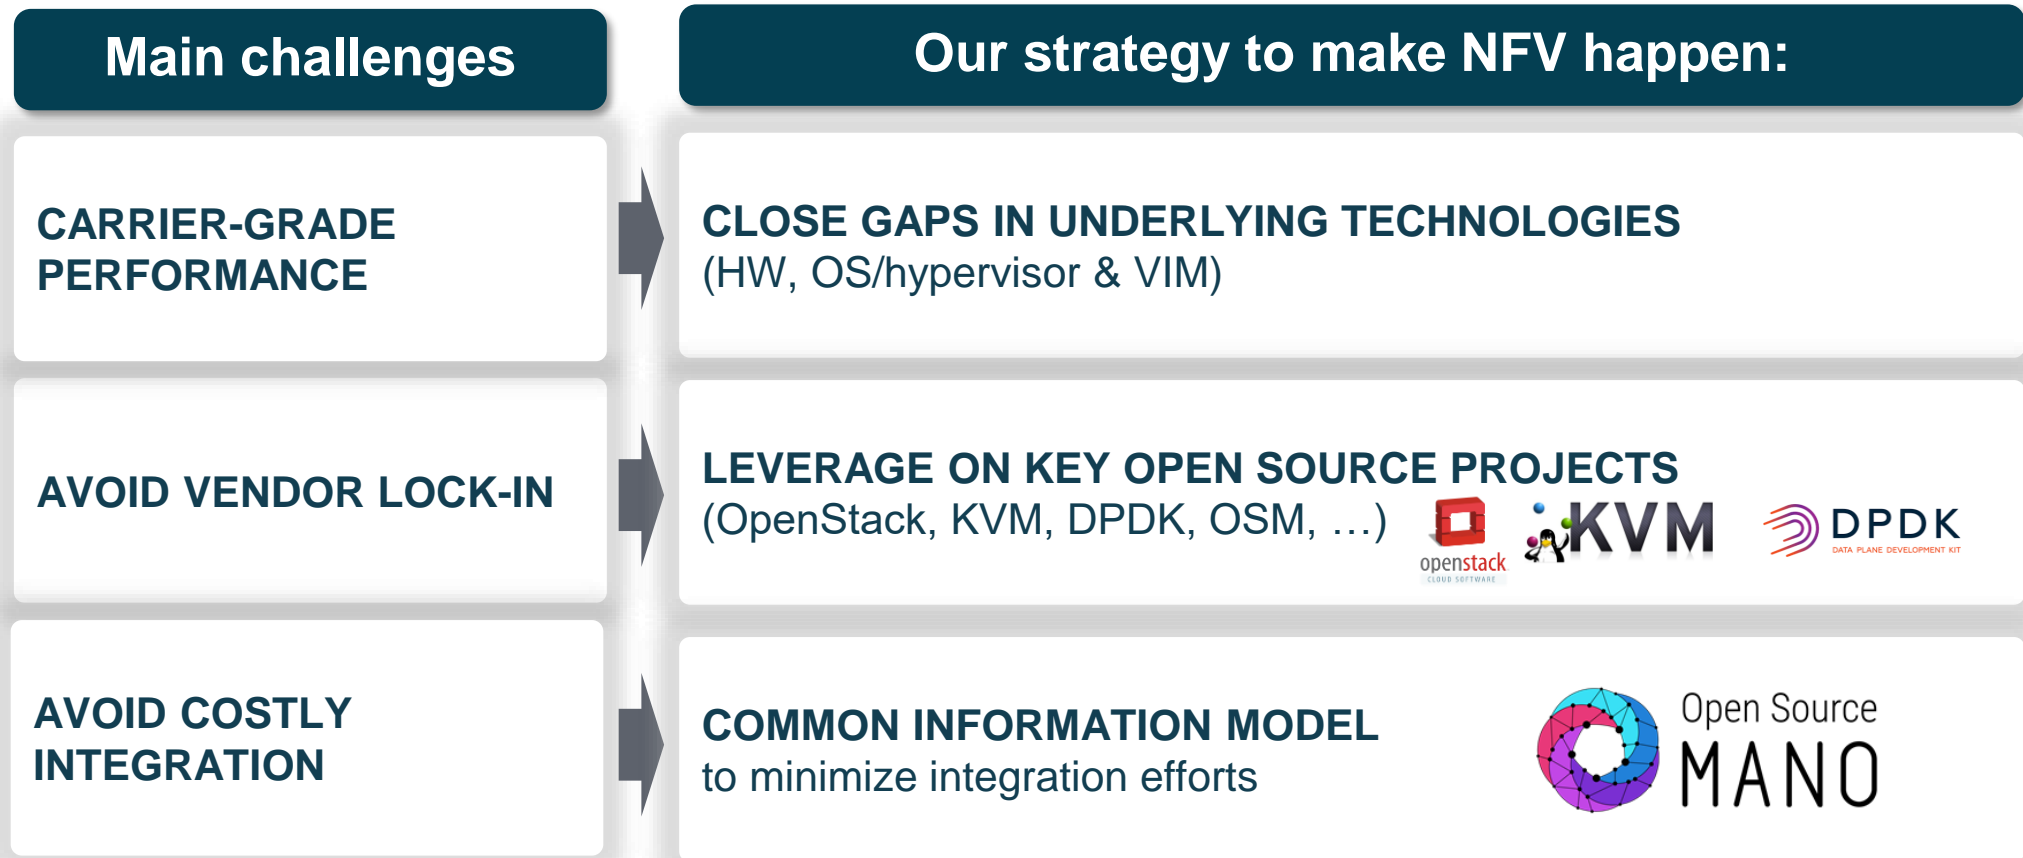 Main challenges
Our strategy to make NFV happen:
CARRIER-GRADE
PERFORMANCE
CLOSE GAPS IN UNDERLYING TECHNOLOGIES
(HW, OS/hypervisor & VIM)
AVOID VENDOR LOCK-IN
LEVERAGE ON KEY OPEN SOURCE PROJECTS
(OpenStack, KVM, DPDK, OSM, …)
openstack
CLOUD SOFTWARE
KVM
DPDK
DATA PLANE DEVELOPMENT KIT
AVOID COSTLY
INTEGRATION
COMMON INFORMATION MODEL
to minimize integration efforts
Open Source
MANO